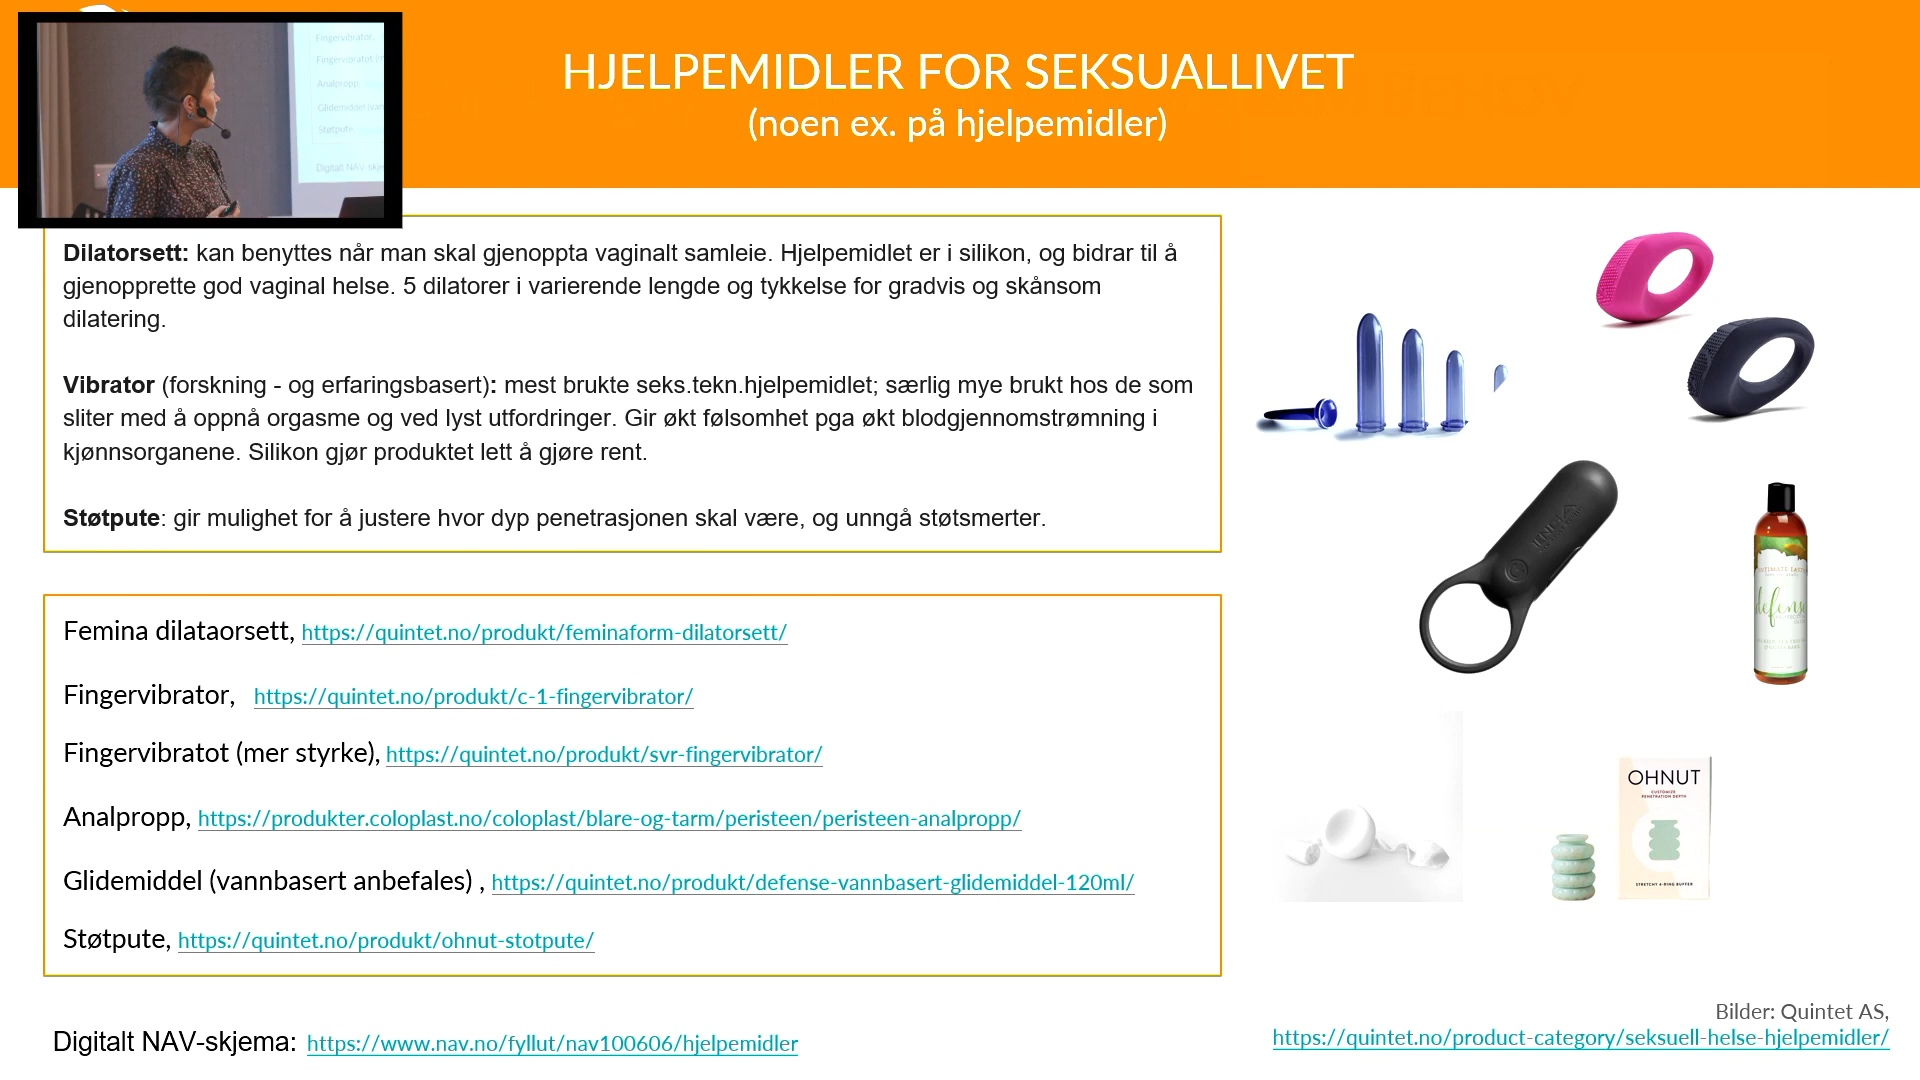 HJELPEMIDLER FOR SEKSUALLIVET
(noen ex. på hjelpemidler)
Fingervibrator,
Fingervibratot
Analpropp
Glidemiddel (van
Støtpute
Digitalt NAV-skje
Dilatorsett: kan benyttes når man skal gjenoppta vaginalt samleie. Hjelpemidlet er i silikon, og bidrar til å
gjenopprette god vaginal helse. 5 dilatorer i varierende lengde og tykkelse for gradvis og skånsom
dilatering.
Vibrator (forskning - og erfaringsbasert): mest brukte seks.tekn.hjelpemidlet; særlig mye brukt hos de som
sliter med å oppnå orgasme og ved lyst utfordringer. Gir økt følsomhet pga økt blodgjennomstrømning i
kjønnsorganene. Silikon gjør produktet lett å gjøre rent.
Støtpute: gir mulighet for å justere hvor dyp penetrasjonen skal være, og unngå støtsmerter.
Femina dilataorsett, https://quintet.no/produkt/feminaform-dilatorsett/
Fingervibrator, https://quintet.no/produkt/c-1-fingervibrator/
Fingervibratot (mer styrke), https://quintet.no/produkt/svr-fingervibrator/
Analpropp, https://produkter.coloplast.no/coloplast/blare-og-tarm/peristeen/peristeen-analpropp/
Glidemiddel (vannbasert anbefales) , https://quintet.no/produkt/defense-vannbasert-glidemiddel-120ml/
Støtpute, https://quintet.no/produkt/ohnut-stotpute/
Digitalt NAV-skjema: https://www.nav.no/fyllut/nav100606/hjelpemidler
INTIMATE EARTH
defense
OHNUT
CUSTOMIZE
PENETRATION DEPTH
STRETCHY 4-RING BUFFER
Bilder: Quintet AS,
https://quintet.no/product-category/seksuell-helse-hjelpemidler/